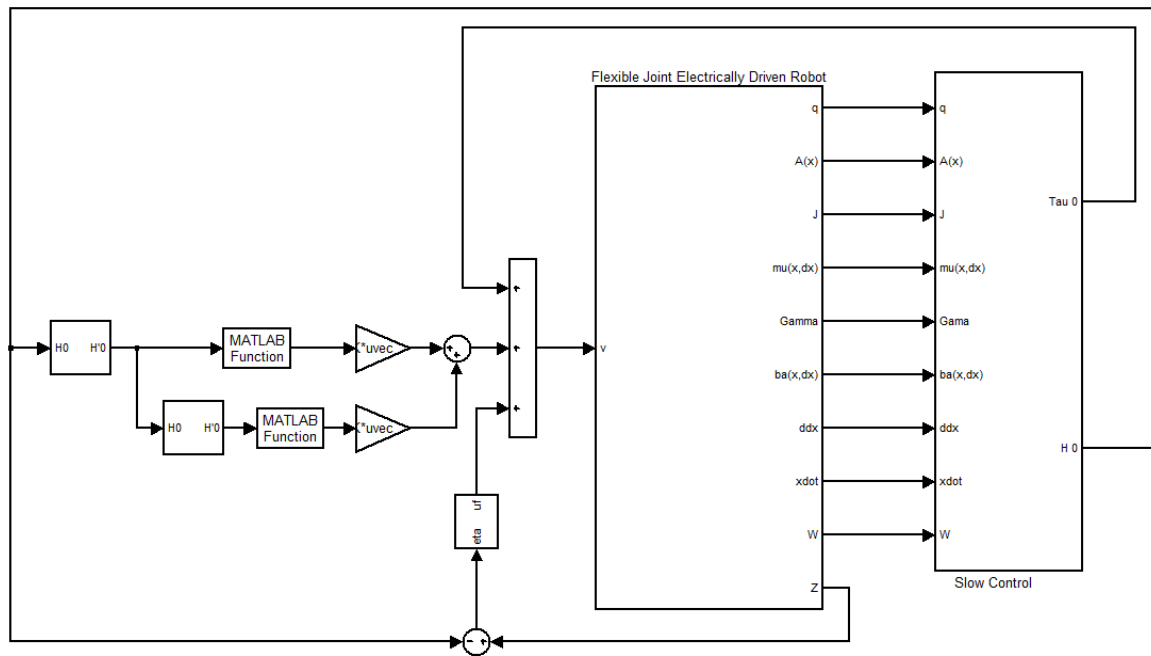 Flexible Joint Electrically Driven Robot
q
A(x)
J
mu(x,dx)
Gamma
ba(x,dx)
ddx
xdot
W
Z
v
q
A(x)
J
mu(x,dx)
Gama
ba(x,dx)
ddx
xdot
W
Tau 0
H 0
Slow Control
H0 H'0
MATLAB
Function
*uvec
H0 H'0
MATLAB
Function
*uvec
uf
eta